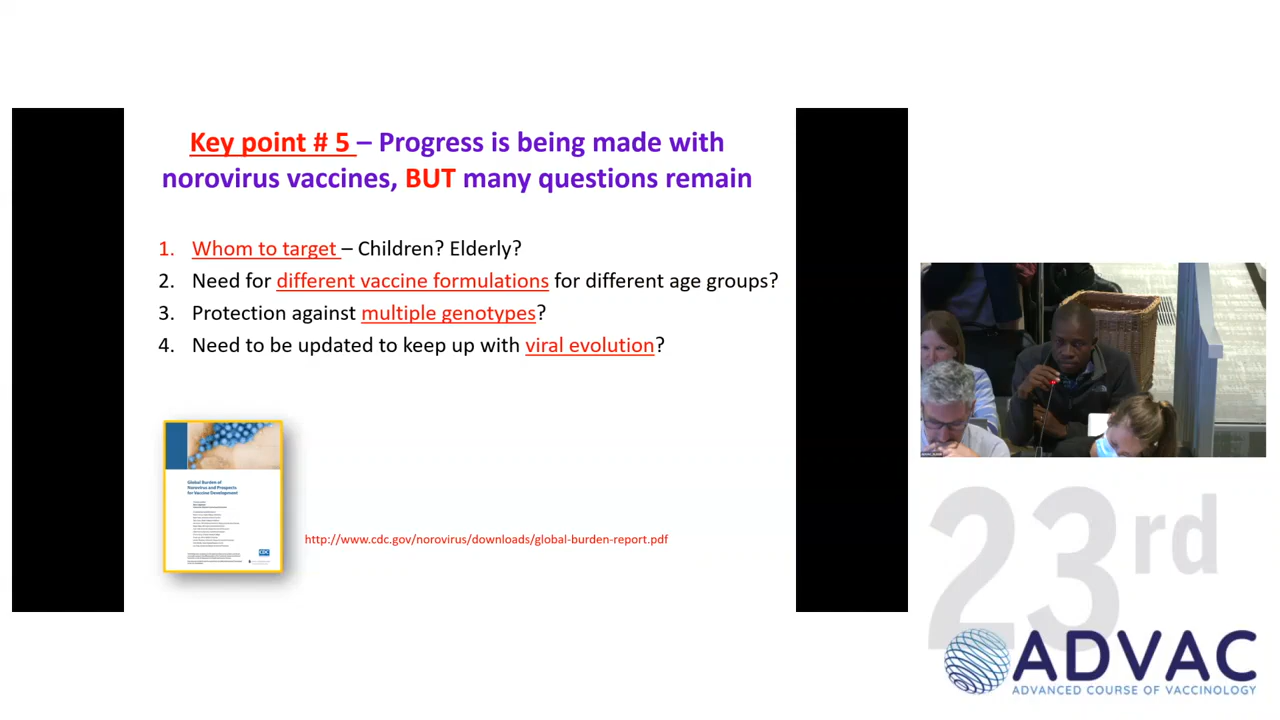 Key point # 5 – Progress is being made with
norovirus vaccines, BUT many questions remain
1. Whom to target – Children? Elderly?
2. Need for different vaccine formulations for different age groups?
3. Protection against multiple genotypes?
4. Need to be updated to keep up with viral evolution?
Global Burden of
Norovirus and Prospects
for Vaccine Development
CDC
http://www.cdc.gov/norovirus/downloads/global-burden-report.pdf
23rd
ADVAC
ADVANCED COURSE OF VACCINOLOGY